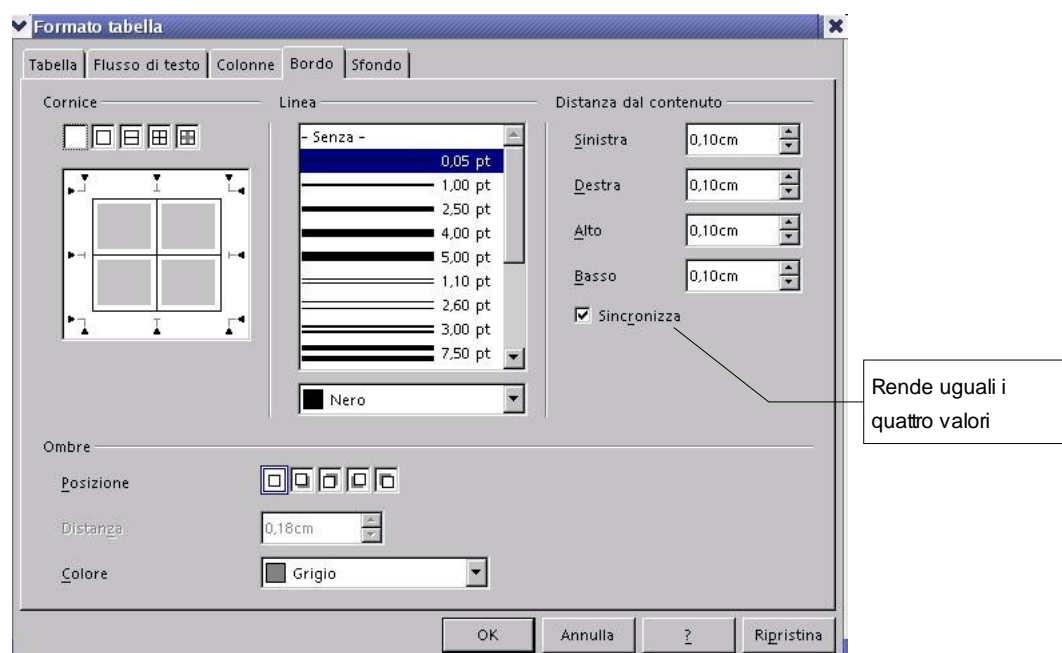 Formato tabella
Tabella Flusso di testo Colonne Bordo Sfondo
Cornice
Linea
- Senza -
0,05 pt
1,00 pt
2,50 pt
4,00 pt
5,00 pt
1,10 pt
2,60 pt
3,00 pt
7,50 pt
Nero
Distanza dal contenuto
Sinistra 0,10cm
Destra 0,10cm
Alto 0,10cm
Basso 0,10cm
Sincronizza
Rende uguali i
quattro valori
Ombre
Posizione
Distanza 0,18cm
Colore Grigio
OK Annulla ? Ripristina